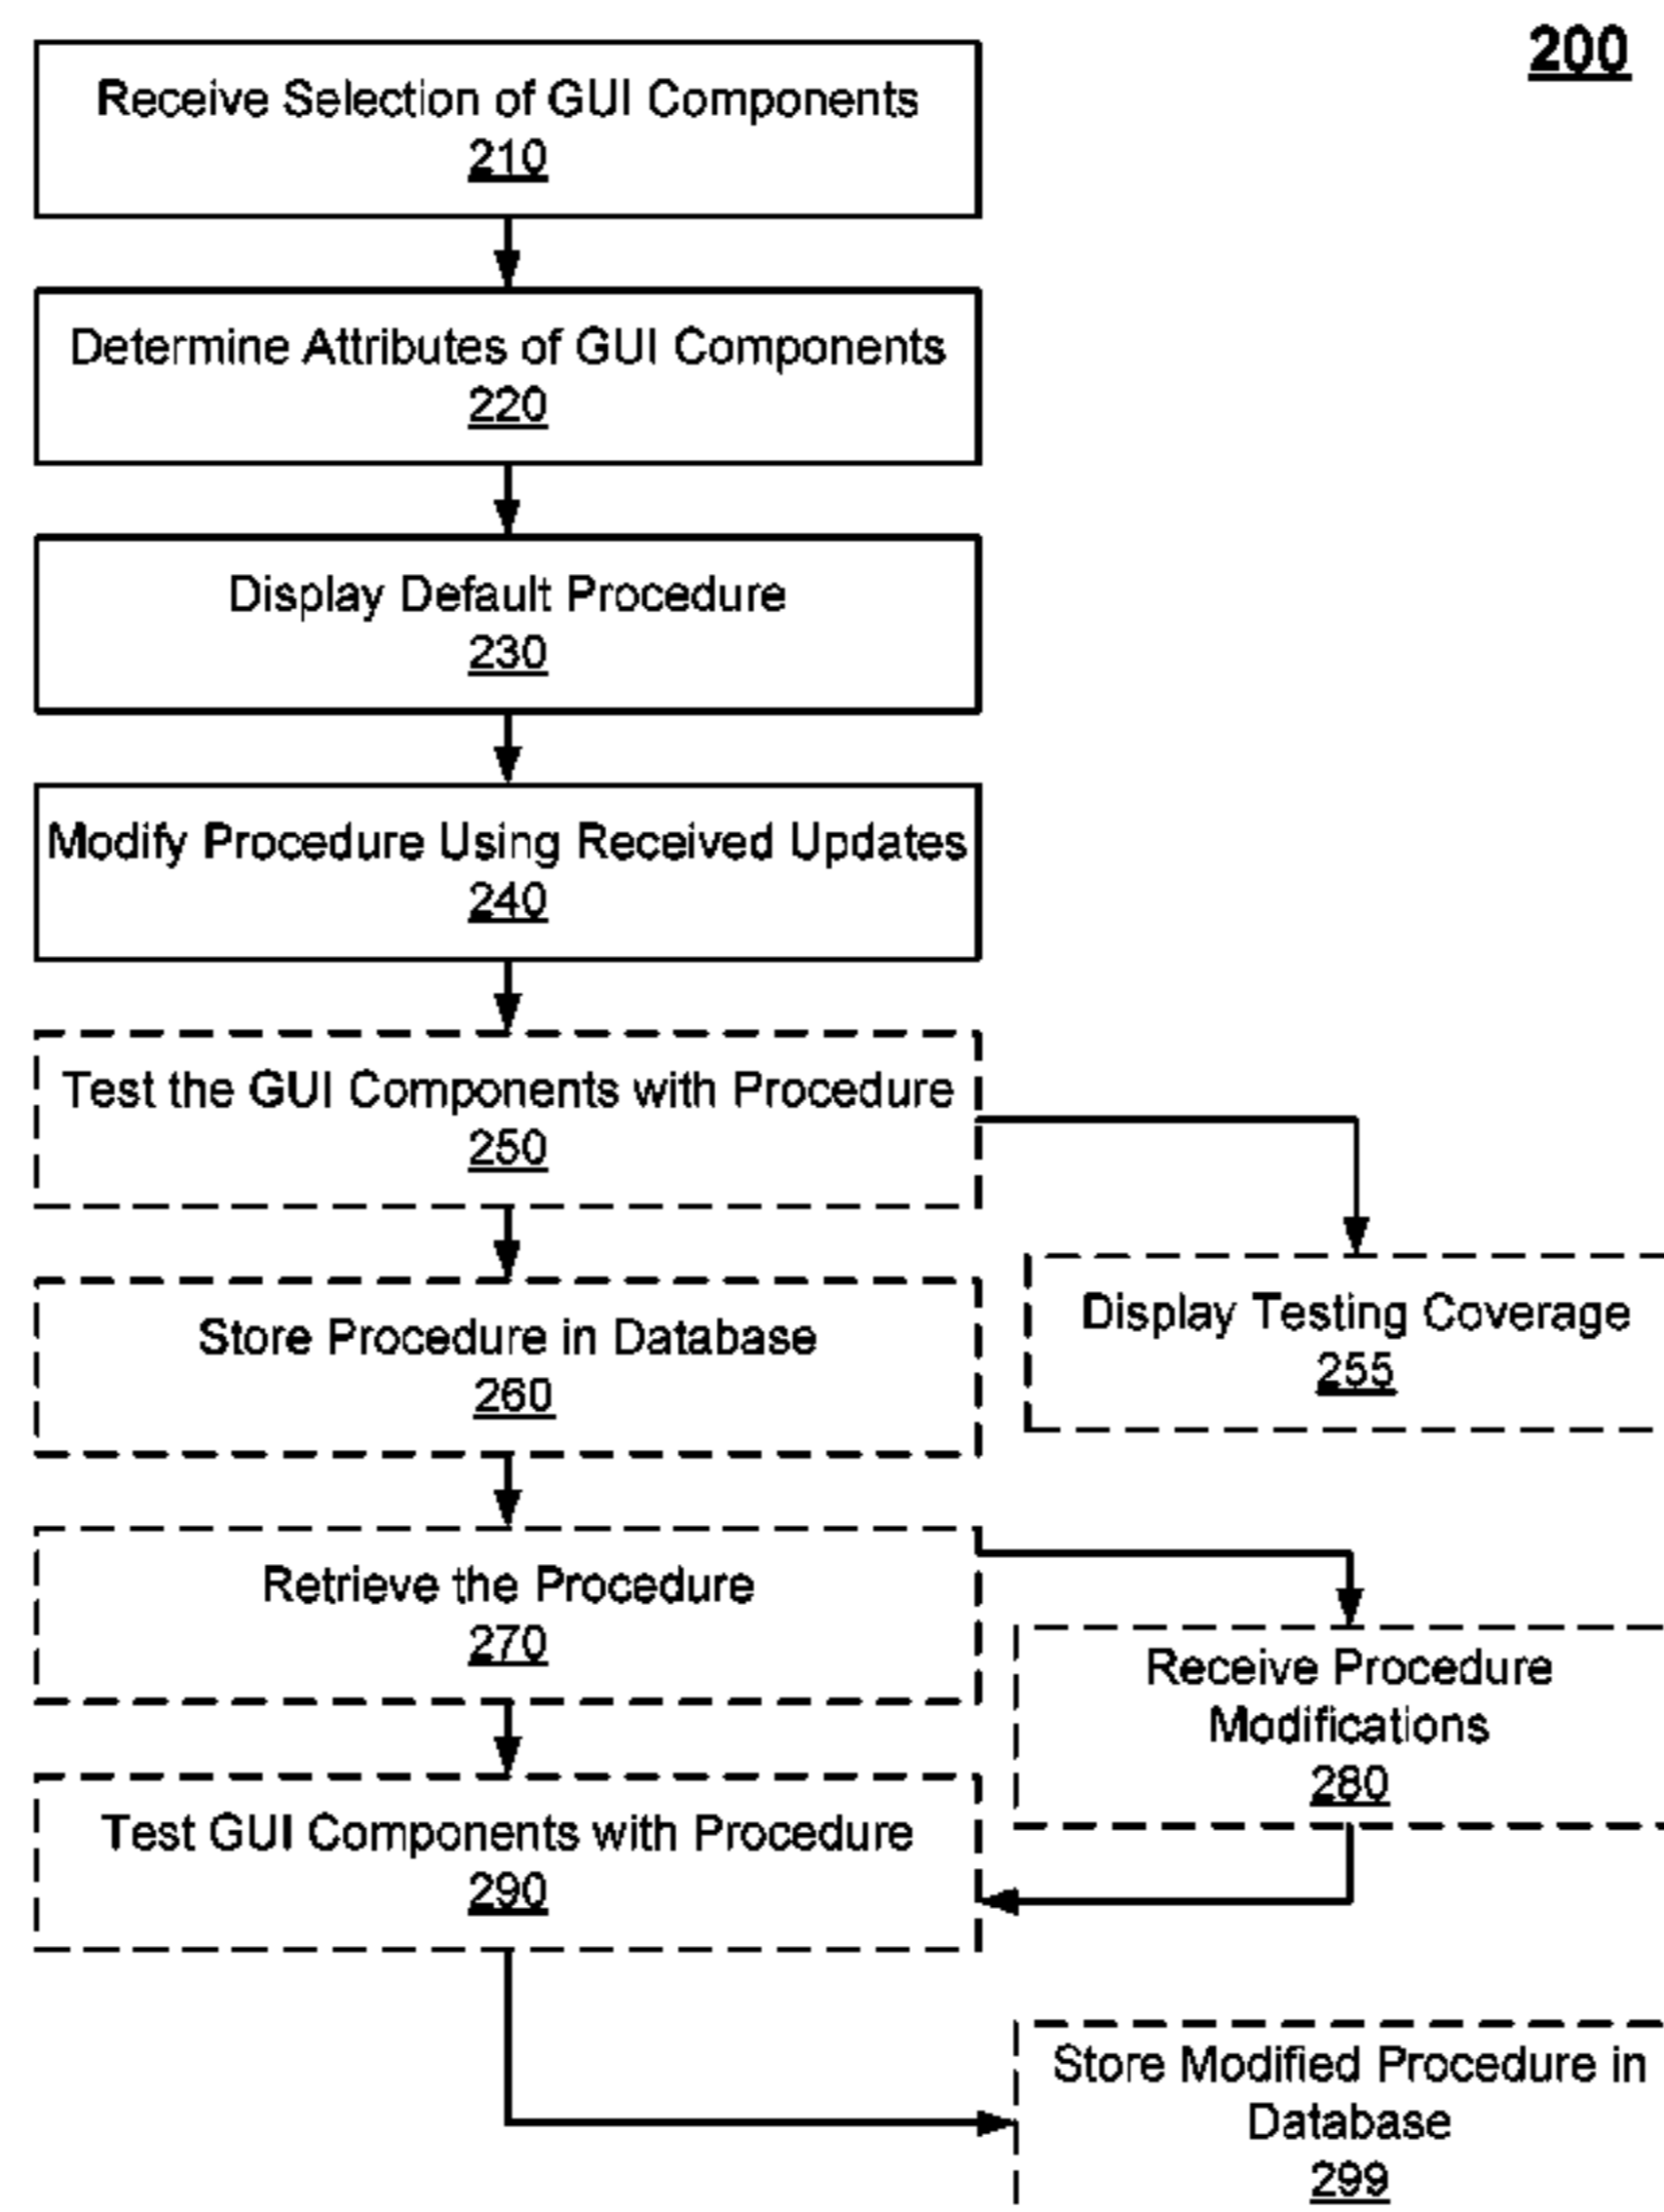 200
Receive Selection of GUI Components
210
Determine Attributes of GUI Components
220
Display Default Procedure
230
Modify Procedure Using Received Updates
240
Test the GUI Components with Procedure
250
Display Testing Coverage
255
Store Procedure in Database
260
Retrieve the Procedure
270
Receive Procedure
Modifications
280
Test GUI Components with Procedure
290
Store Modified Procedure in
Database
299